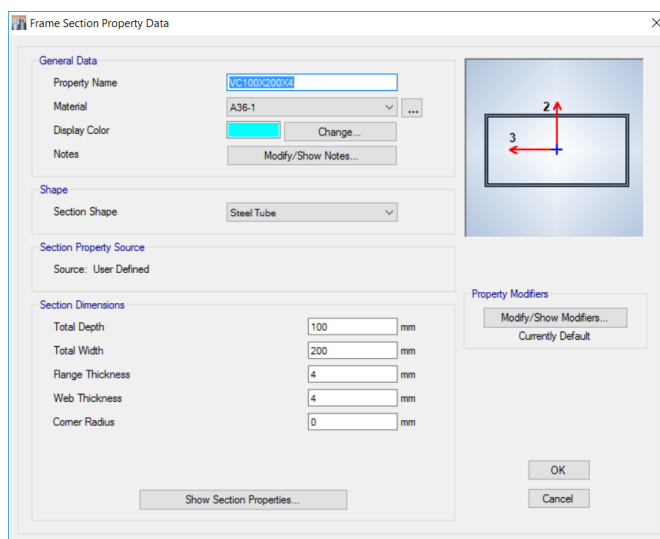 Frame Section Property Data
General Data
Property Name VC100X200X4
Material A36-1 ...
Display Color Change...
Notes Modify/Show Notes...
Shape
Section Shape Steel Tube
Section Property Source
Source: User Defined
Section Dimensions
Total Depth 100 mm
Total Width 200 mm
Flange Thickness 4 mm
Web Thickness 4 mm
Corner Radius 0 mm
Show Section Properties...
2
3
Property Modifiers
Modify/Show Modifiers...
Currently Default
OK
Cancel